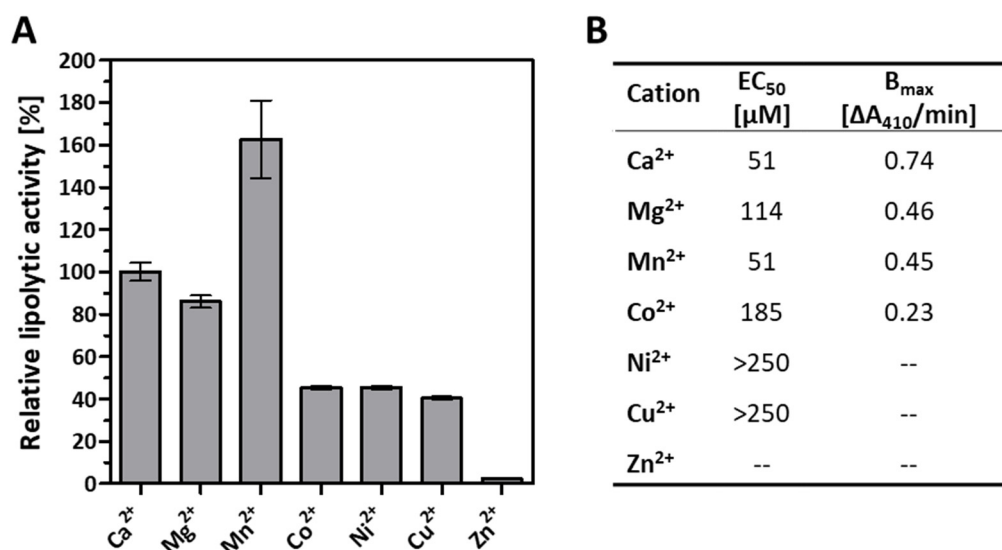 A
Relative lipolytic activity [%]
200
180
160
140
120
100
80
60
40
20
0
Ca²⁺ Mg²⁺ Mn²⁺ Co²⁺ Ni²⁺ Cu²⁺ Zn²⁺
B
Cation EC₅₀ [µM] Bₘₐₓ [ΔA₄₁₀/min]
Ca²⁺ 51 0.74
Mg²⁺ 114 0.46
Mn²⁺ 51 0.45
Co²⁺ 185 0.23
Ni²⁺ >250 --
Cu²⁺ >250 --
Zn²⁺ -- --